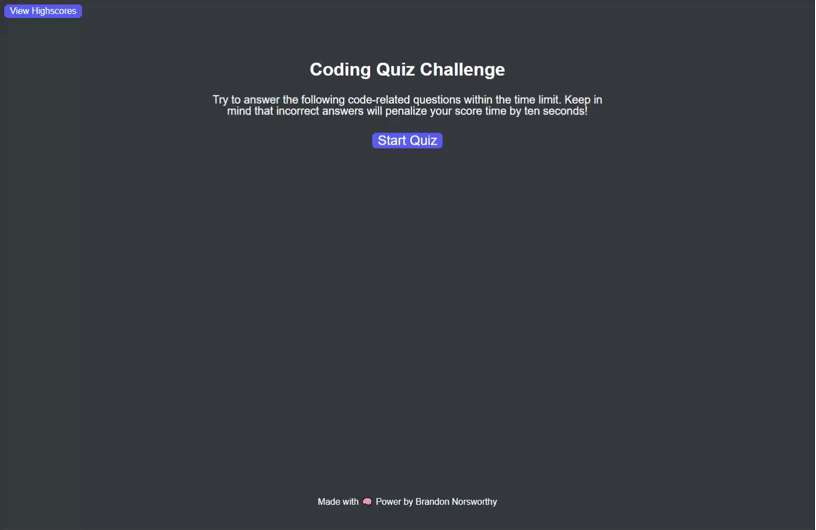 View Highscores
Coding Quiz Challenge
Try to answer the following code-related questions within the time limit. Keep in
mind that incorrect answers will penalize your score time by ten seconds!
Start Quiz
Made with 🧠 Power by Brandon Norsworthy